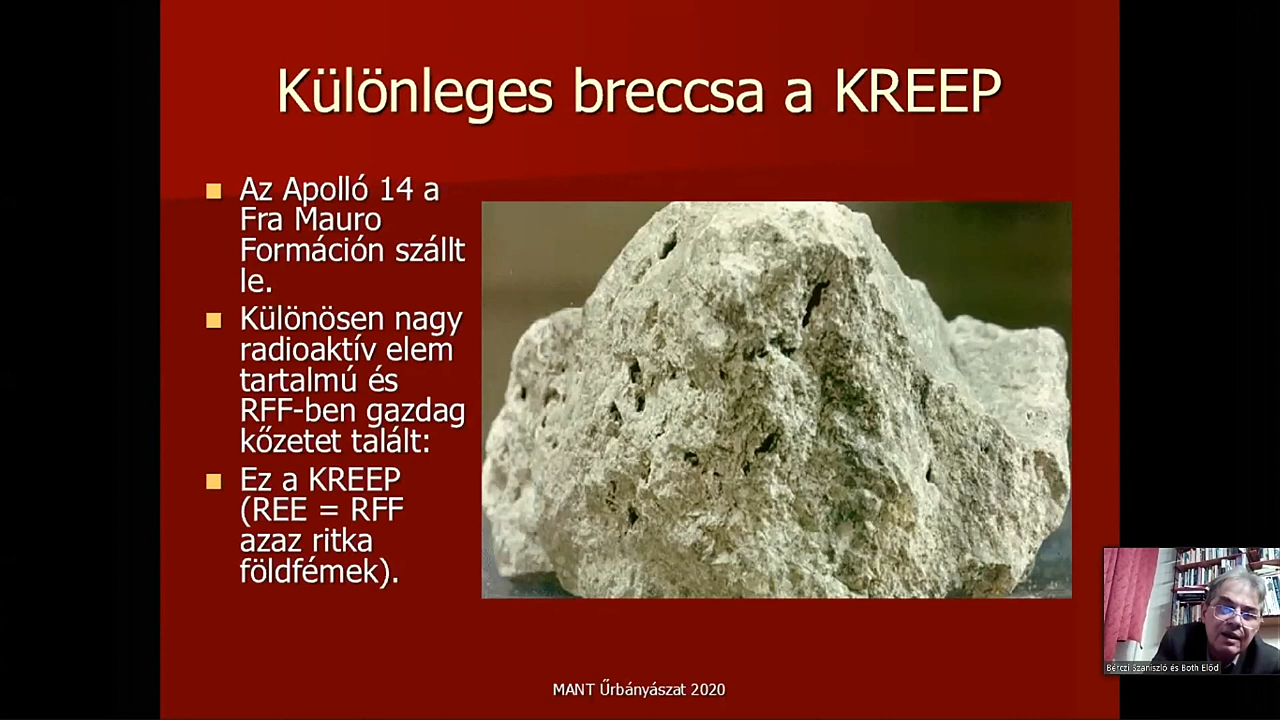 Különleges breccsa a KREEP
Az Apolló 14 a
Fra Mauro
Formáción szállt
le.
Különösen nagy
radioaktív elem
tartalmú és
RFF-ben gazdag
kőzetet talált:
Ez a KREEP
(REE = RFF
azaz ritka
földfémek).
Bérczi Szaniszló és Both Előd
MANT Űrbányászat 2020